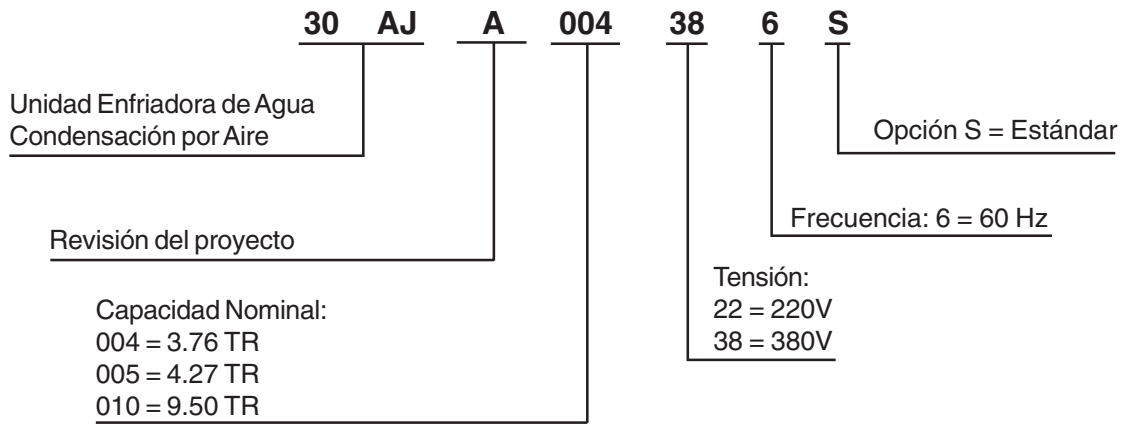 30 AJ A 004 38 6 S
Unidad Enfriadora de Agua
Condensación por Aire
Opción S = Estándar
Frecuencia: 6 = 60 Hz
Revisión del proyecto
Tensión:
22 = 220V
38 = 380V
Capacidad Nominal:
004 = 3.76 TR
005 = 4.27 TR
010 = 9.50 TR